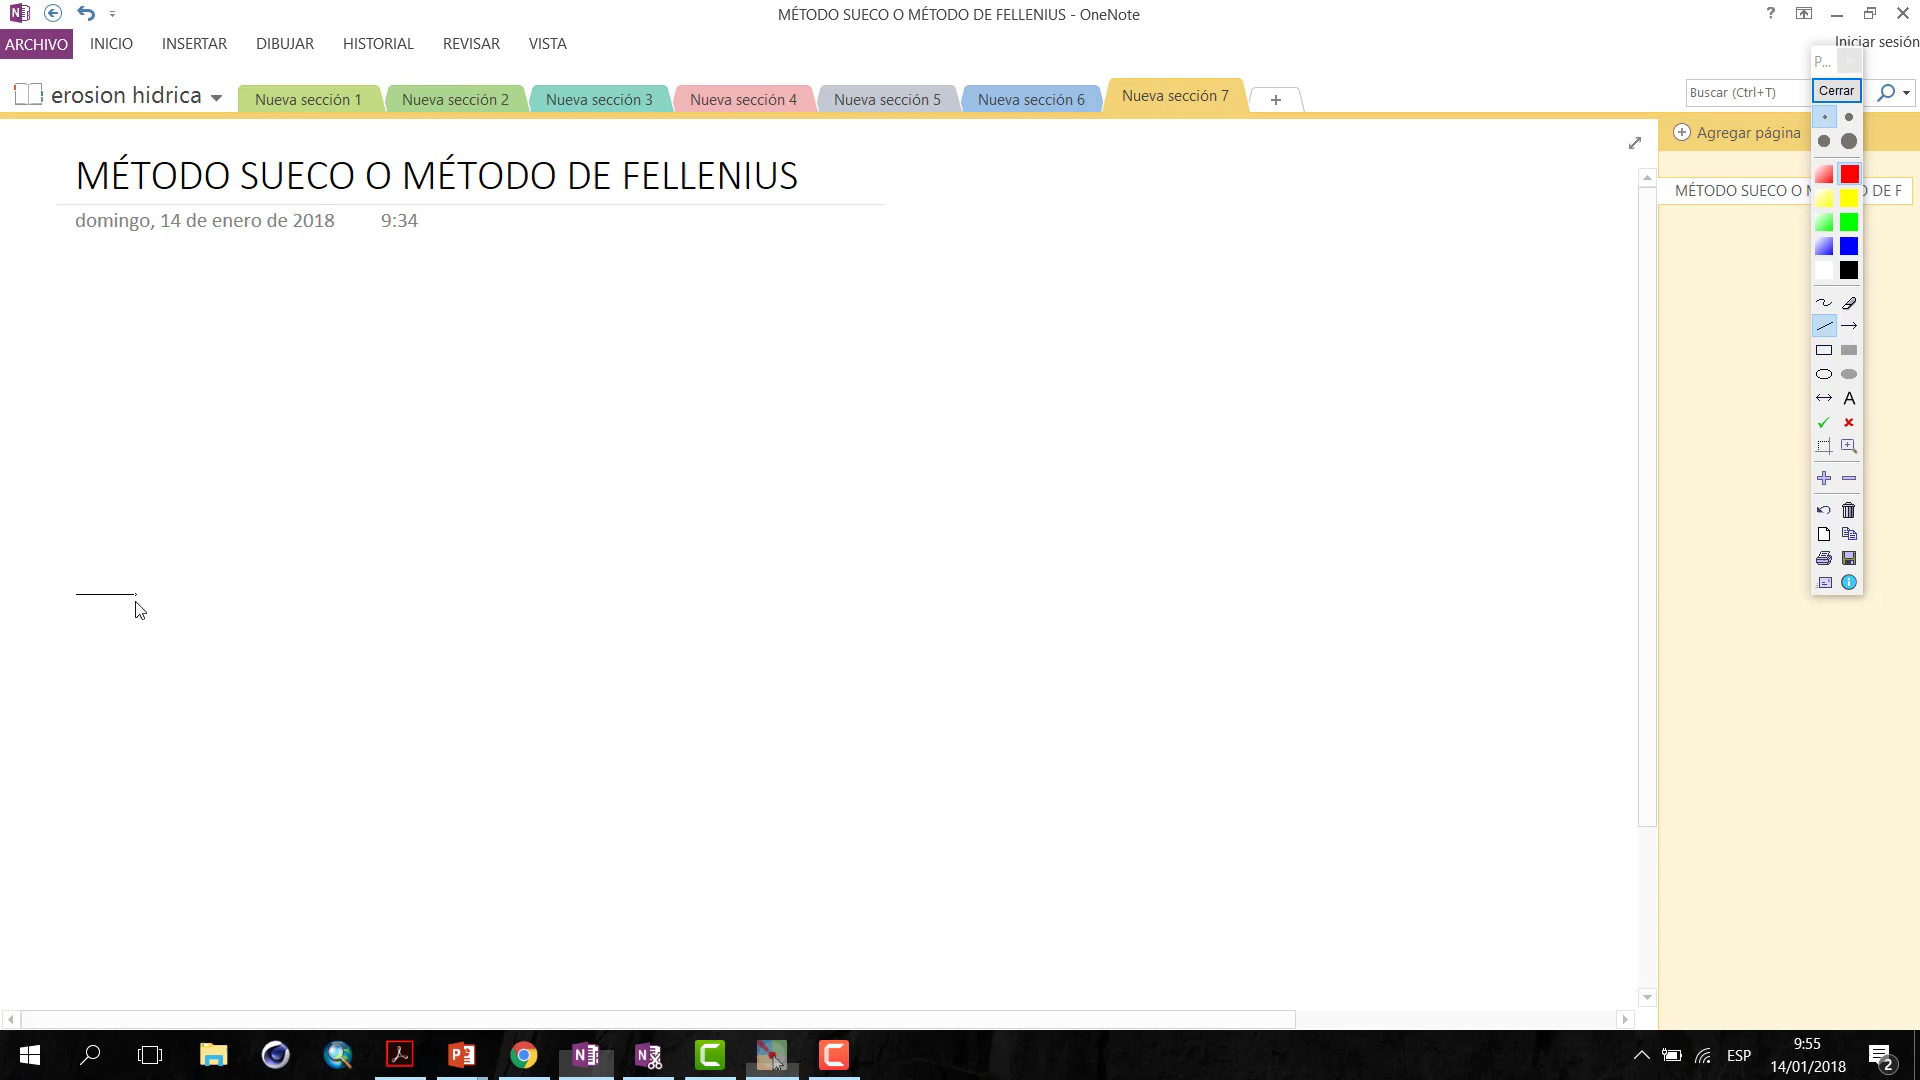 MÉTODO SUECO O MÉTODO DE FELLENIUS - OneNote
?
ARCHIVO INICIO INSERTAR DIBUJAR HISTORIAL REVISAR VISTA
Iniciar sesión
P...
erosion hidrica
Nueva sección 1 Nueva sección 2 Nueva sección 3 Nueva sección 4 Nueva sección 5 Nueva sección 6 Nueva sección 7 +
Buscar (Ctrl+T)
Cerrar
Agregar página
MÉTODO SUECO O MÉTODO DE FELLENIUS
MÉTODO SUECO O M O DE F
domingo, 14 de enero de 2018 9:34
A
ESP
9:55
14/01/2018
2